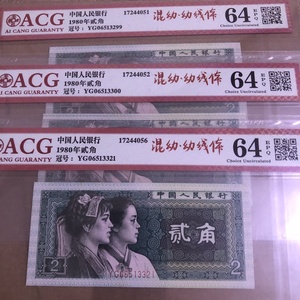 ACG
AI CANG GUARANTY
中国人民银行 17244051
1980年贰角
冠号：YG06513299
混幼·幼线体
64 EPQ
Choice Uncirculated
ACG
AI CANG GUARANTY
中国人民银行 17244052
1980年贰角
冠号：YG06513300
混幼·幼线体
64 EPQ
Choice Uncirculated
2
ACG
AI CANG GUARANTY
中国人民银行 17244056
1980年贰角
冠号：YG06513321
混幼·幼线体
64 EPQ
Choice Uncirculated
中国人民银行
贰角
YG06513321
2
2